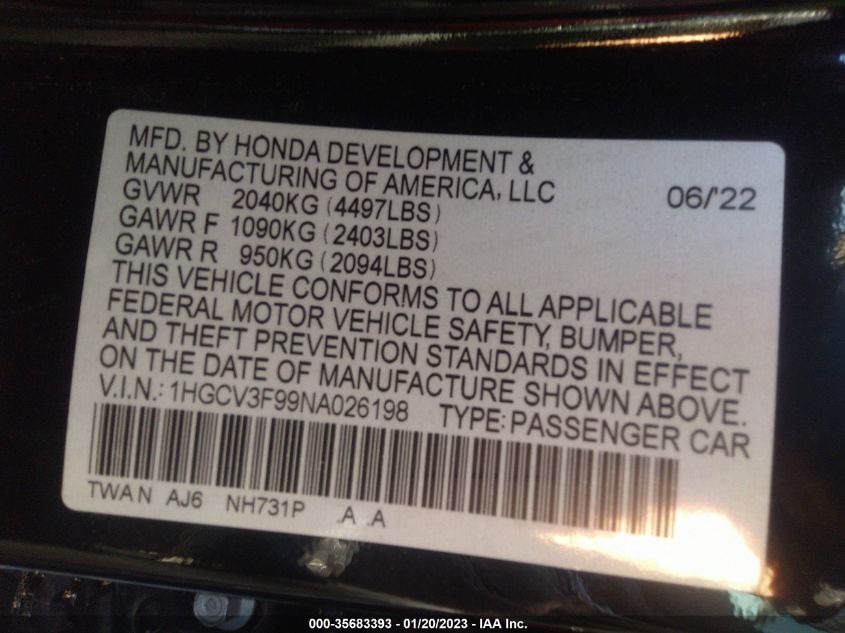 MFD. BY HONDA DEVELOPMENT &
MANUFACTURING OF AMERICA, LLC 06/'22
GVWR 2040KG (4497LBS)
GAWR F 1090KG (2403LBS)
GAWR R 950KG (2094LBS)
THIS VEHICLE CONFORMS TO ALL APPLICABLE
FEDERAL MOTOR VEHICLE SAFETY, BUMPER,
AND THEFT PREVENTION STANDARDS IN EFFECT
ON THE DATE OF MANUFACTURE SHOWN ABOVE.
V.I.N.: 1HGCV3F99NA026198 TYPE: PASSENGER CAR
TWA N AJ6 NH731P .A .A
000-35683393 - 01/20/2023 - IAA Inc.